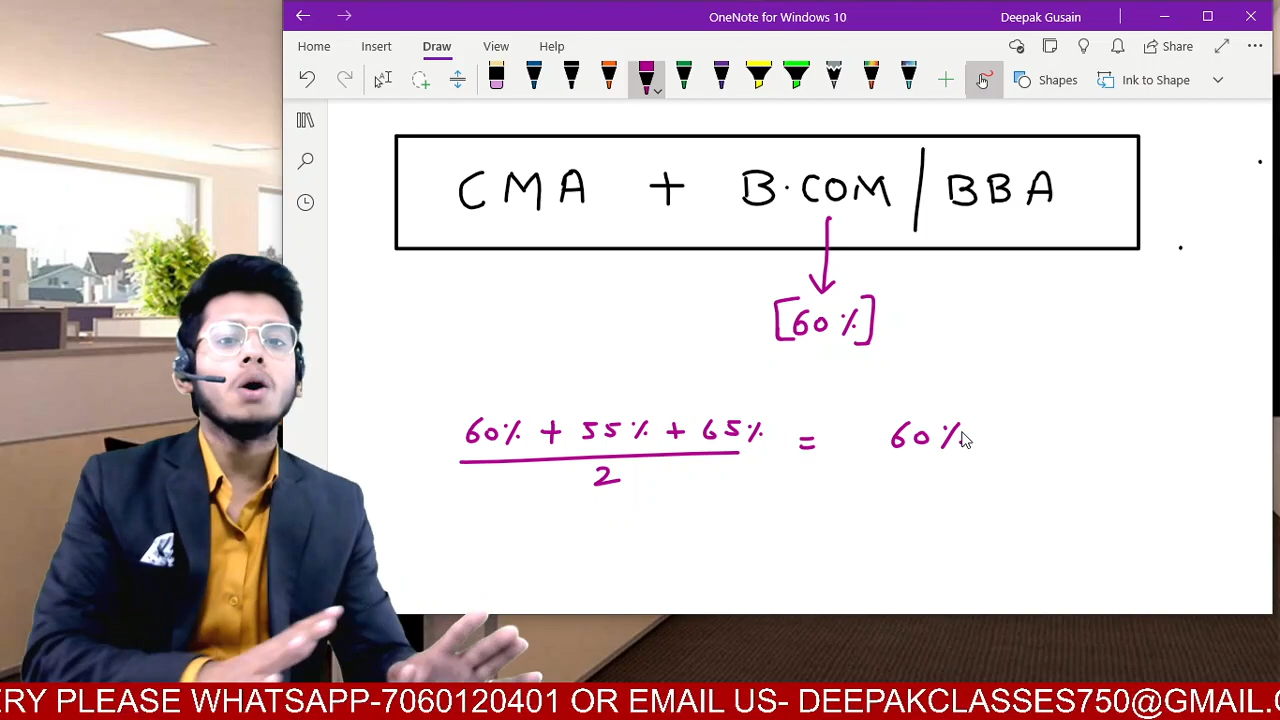 OneNote for Windows 10
Deepak Gusain
Home Insert Draw View Help
Share
Shapes
Ink to Shape
CMA + B.COM / BBA
[60%]
60% + 55% + 65%
2
= 60%
ERY PLEASE WHATSAPP-7060120401 OR EMAIL US- DEEPAKCLASSES750@GMAIL.C